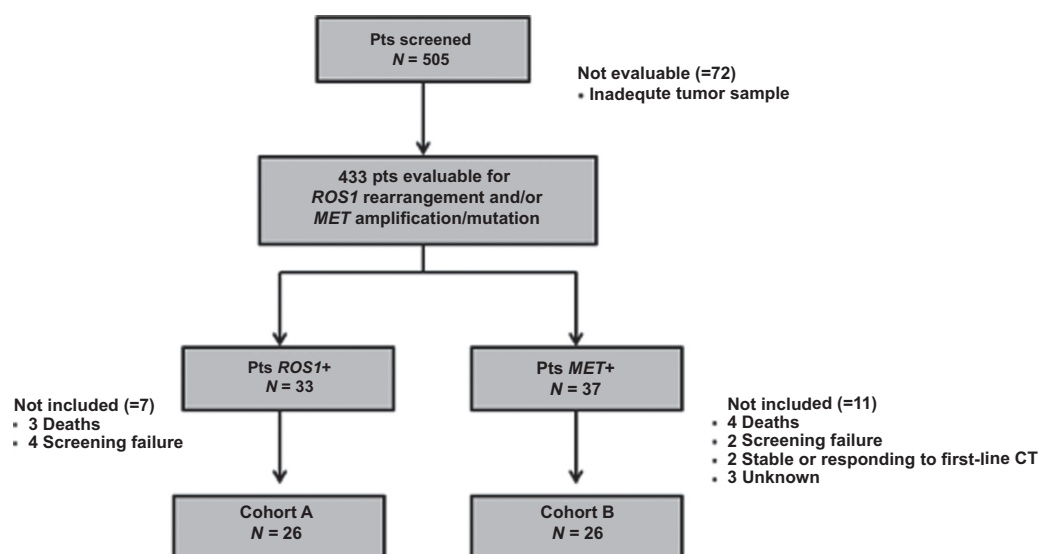 Pts screened
N = 505
Not evaluable (=72)
• Inadequte tumor sample
433 pts evaluable for
ROS1 rearrangement and/or
MET amplification/mutation
Pts ROS1+
N = 33
Pts MET+
N = 37
Not included (=7)
• 3 Deaths
• 4 Screening failure
Not included (=11)
• 4 Deaths
• 2 Screening failure
• 2 Stable or responding to first-line CT
• 3 Unknown
Cohort A
N = 26
Cohort B
N = 26